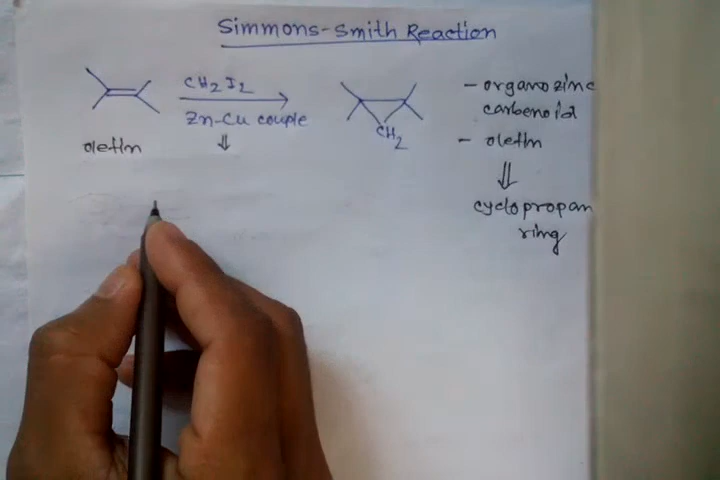 Simmons-Smith Reaction
CH2I2
Zn-Cu couple
⇓
olefin
CH2
- organozinc
carbenoid
- olefin
⇓
cyclopropan
ring